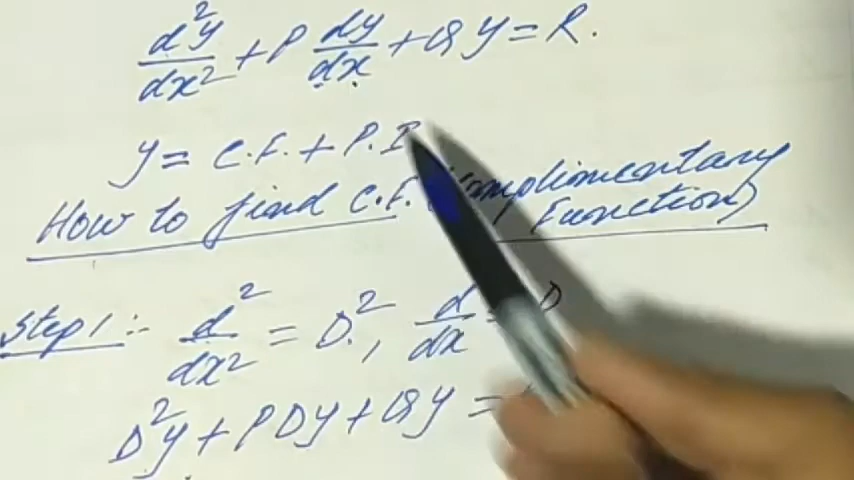 d²y/dx² + P dy/dx + Qy = R.
y = C.F. + P.I
How to find C.F. (Complimentary
Function)
Step 1:- d²/dx² = D², d/dx = D
D²y + PDy + Qy =